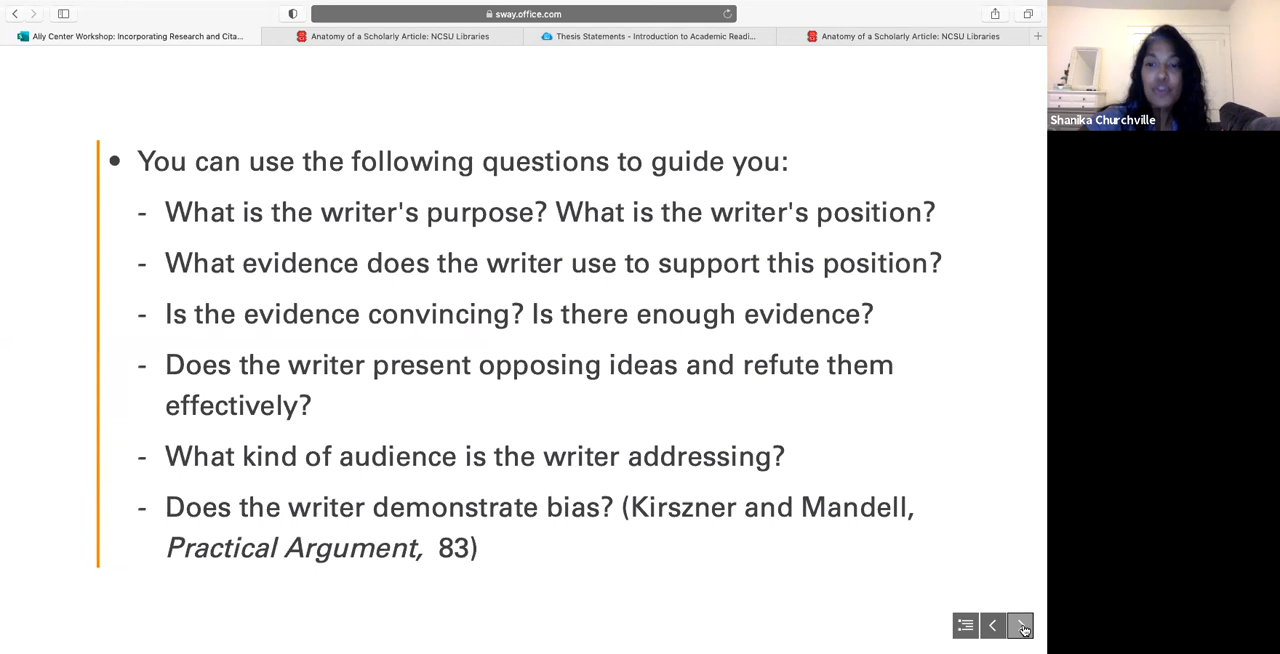 sway.office.com
Ally Center Workshop: Incorporating Research and Cita...
Anatomy of a Scholarly Article: NCSU Libraries
Thesis Statements - Introduction to Academic Readi...
Anatomy of a Scholarly Article: NCSU Libraries
Shanika Churchville
• You can use the following questions to guide you:
- What is the writer's purpose? What is the writer's position?
- What evidence does the writer use to support this position?
- Is the evidence convincing? Is there enough evidence?
- Does the writer present opposing ideas and refute them
effectively?
- What kind of audience is the writer addressing?
- Does the writer demonstrate bias? (Kirszner and Mandell,
Practical Argument, 83)